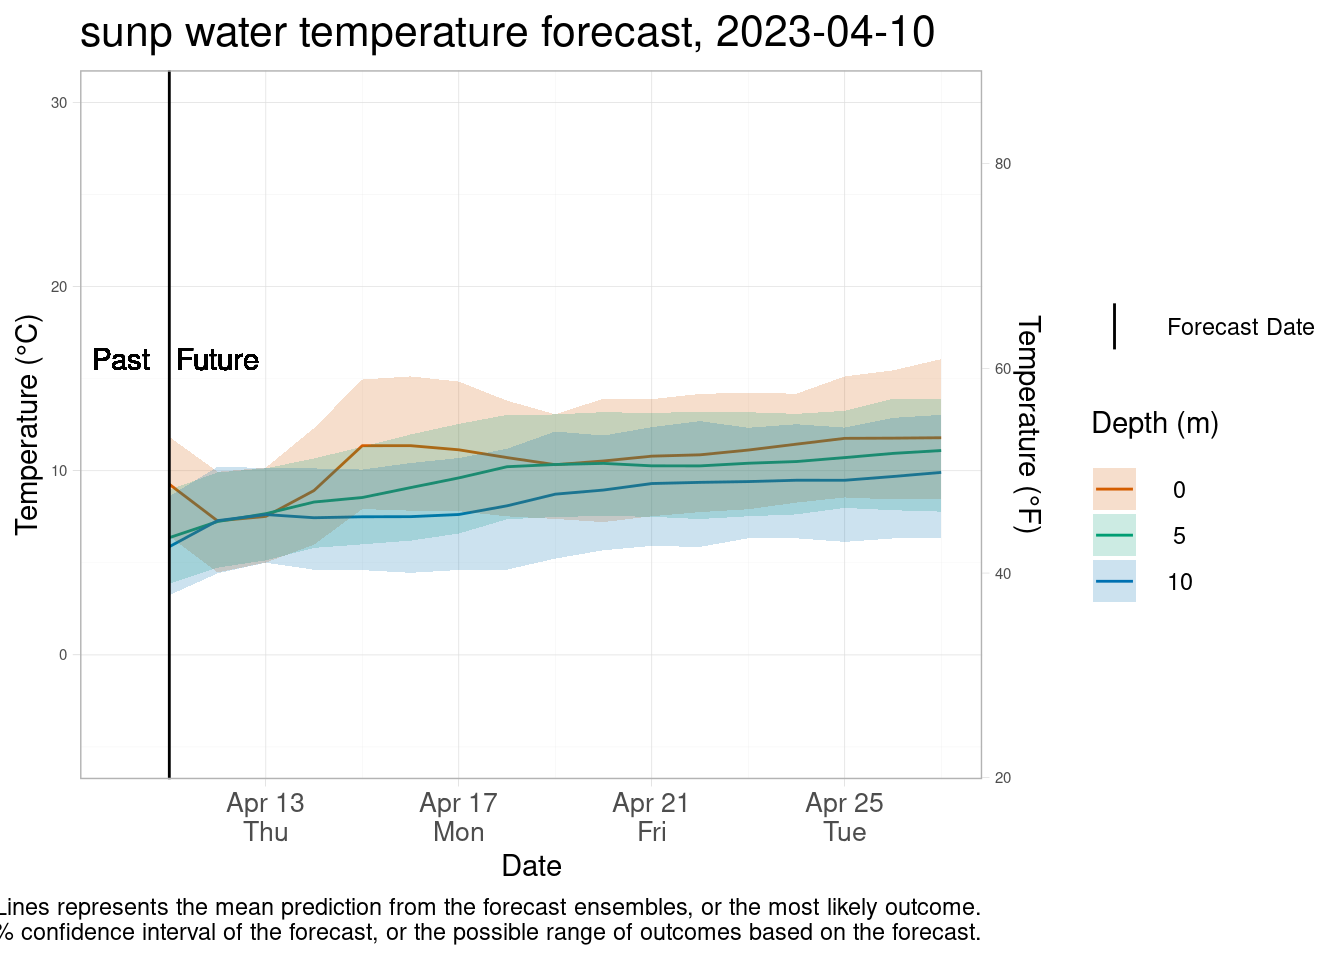 sunp water temperature forecast, 2023-04-10
30
20
10
0
Temperature (°C)
80
60
40
20
Temperature (°F)
Past
Future
Apr 13
Thu
Apr 17
Mon
Apr 21
Fri
Apr 25
Tue
Date
Forecast Date
Depth (m)
0
5
10
Lines represents the mean prediction from the forecast ensembles, or the most likely outcome.
% confidence interval of the forecast, or the possible range of outcomes based on the forecast.